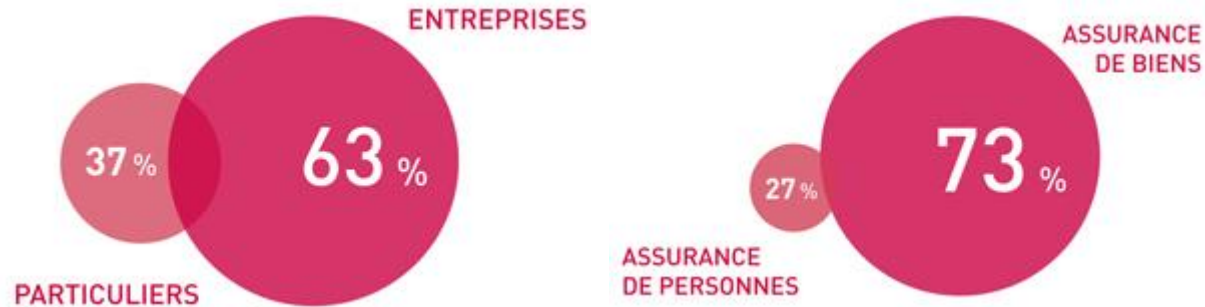 ENTREPRISES
37 %
63 %
PARTICULIERS
ASSURANCE
DE BIENS
73 %
27 %
ASSURANCE
DE PERSONNES